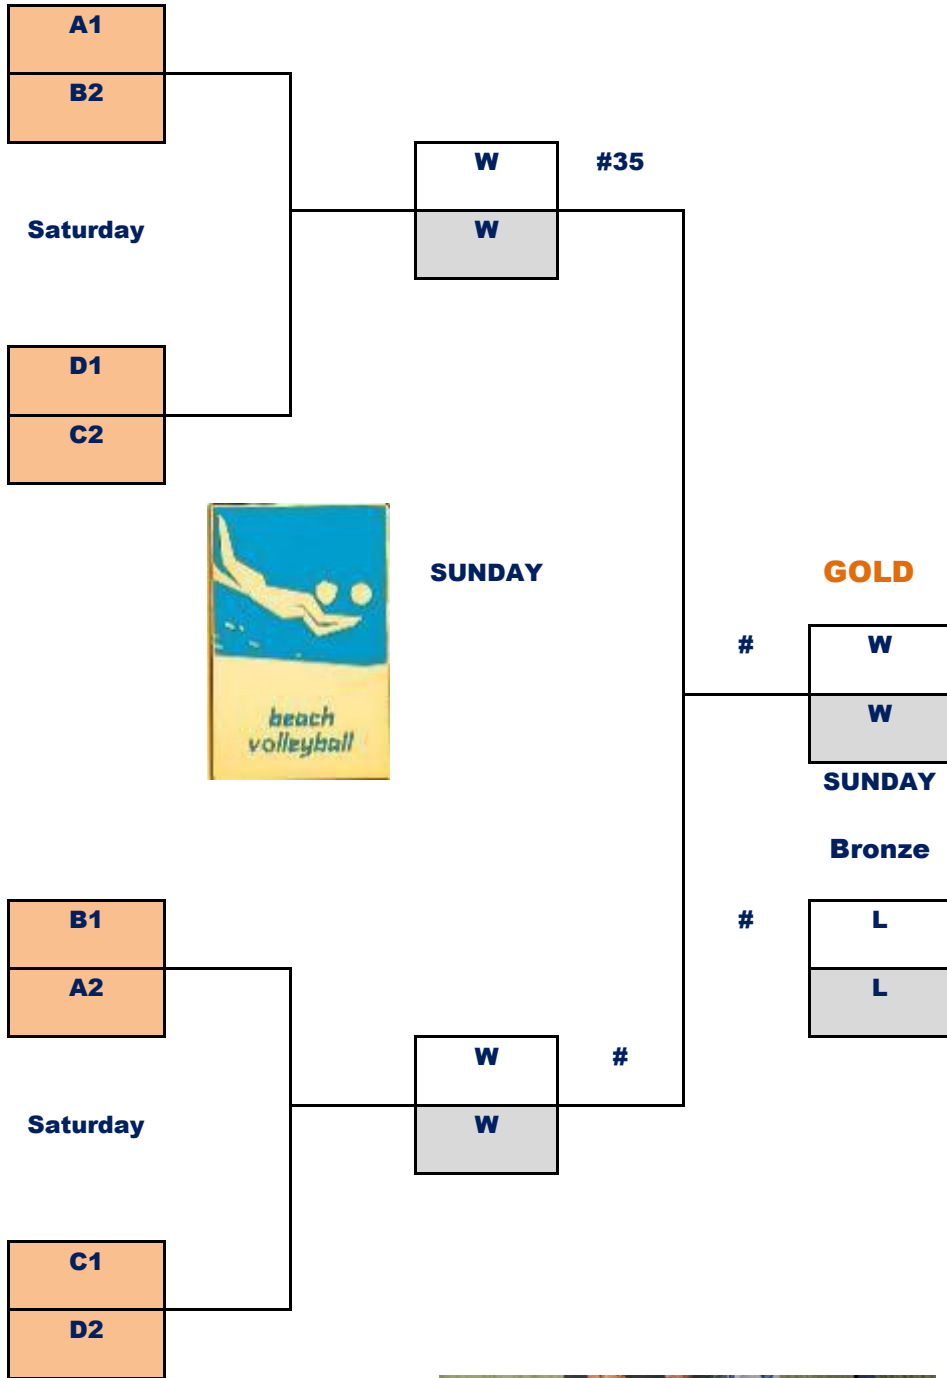 A1
B2
W #35
Saturday
W
D1
C2
SUNDAY
GOLD
# W
beach
volleyball
W
SUNDAY
Bronze
B1
# L
A2
L
W #
Saturday
W
C1
D2